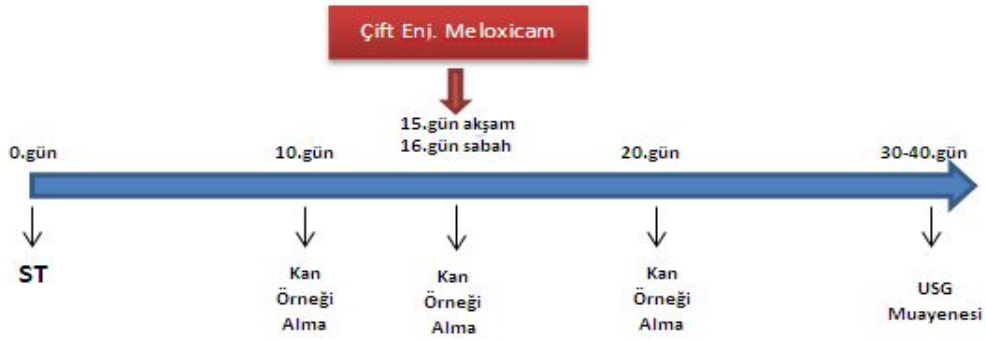 Çift Enj. Meloxicam
15.gün akşam
16.gün sabah
0.gün
10.gün
20.gün
30-40.gün
ST
Kan
Örneği
Alma
Kan
Örneği
Alma
Kan
Örneği
Alma
USG
Muayenesi